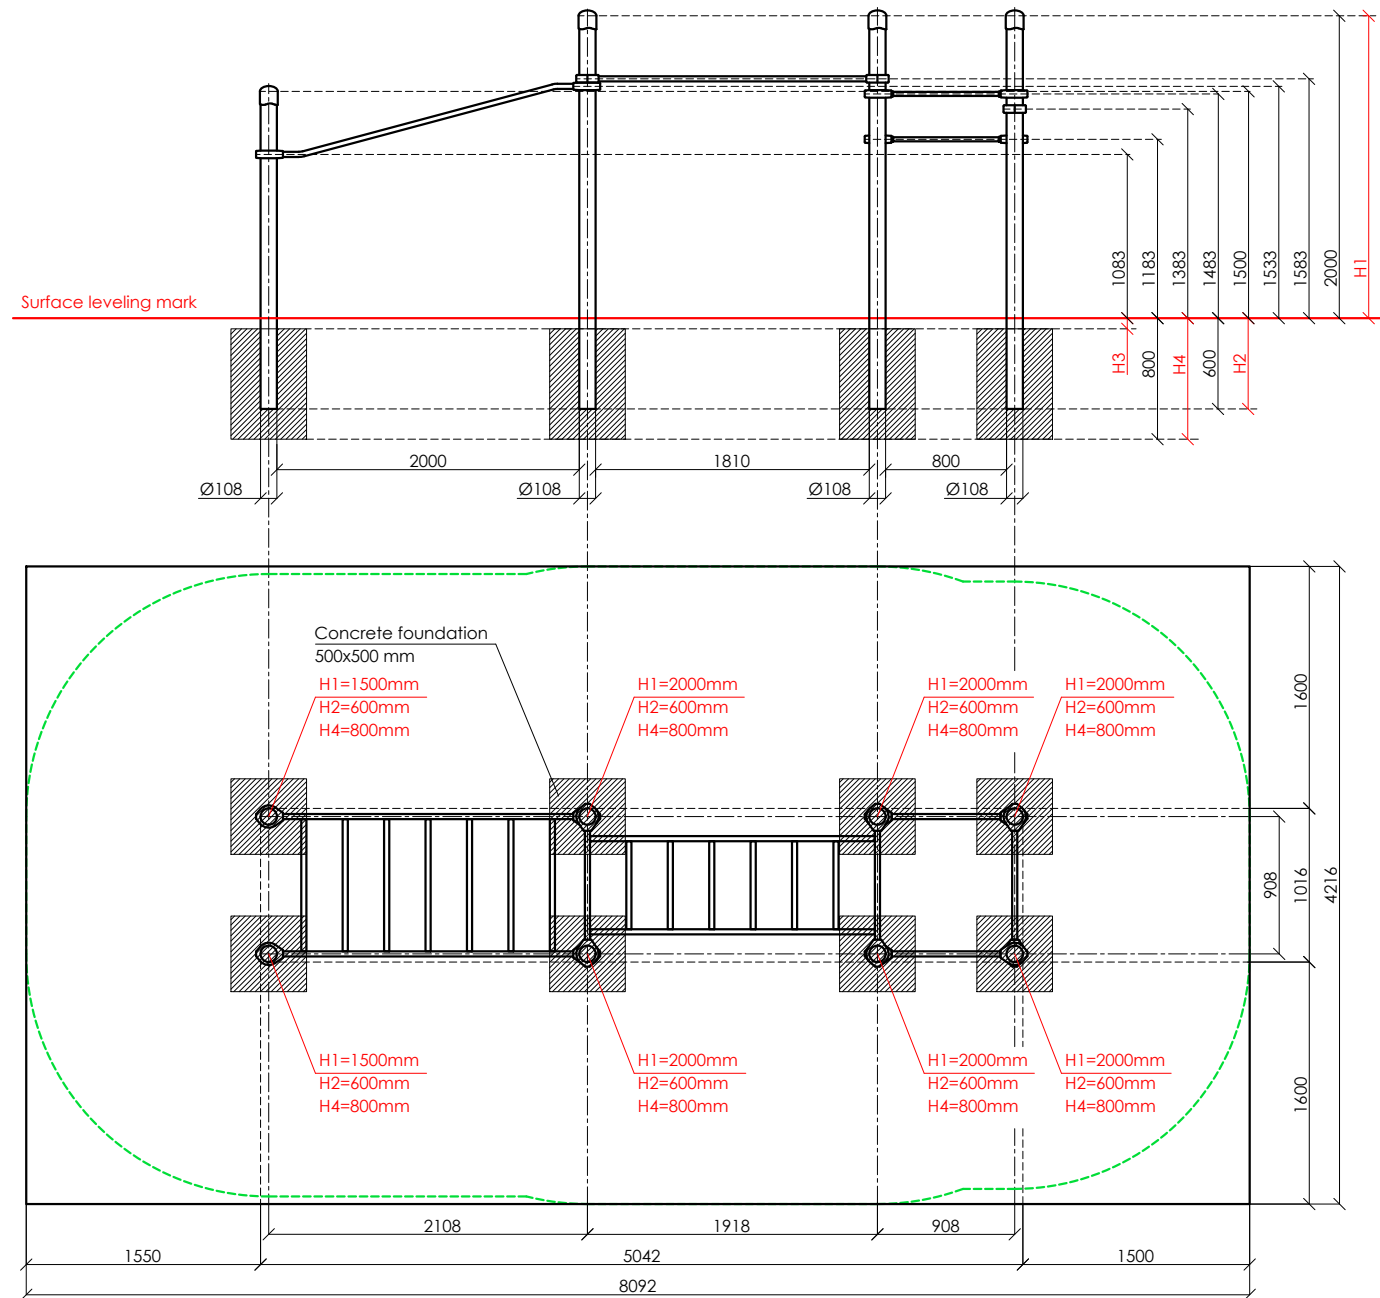 H1
2000
1583
1533
1500
1483
1383
1183
1083
Surface leveling mark
H3
800
H4
600
H2
2000
1810
800
Ø108
Ø108
Ø108
Ø108
Concrete foundation
500x500 mm
H1=1500mm
H2=600mm
H4=800mm
H1=2000mm
H2=600mm
H4=800mm
H1=2000mm
H2=600mm
H4=800mm
H1=2000mm
H2=600mm
H4=800mm
1600
908
1016
4216
1600
H1=1500mm
H2=600mm
H4=800mm
H1=2000mm
H2=600mm
H4=800mm
H1=2000mm
H2=600mm
H4=800mm
H1=2000mm
H2=600mm
H4=800mm
2108
1918
908
1550
5042
1500
8092